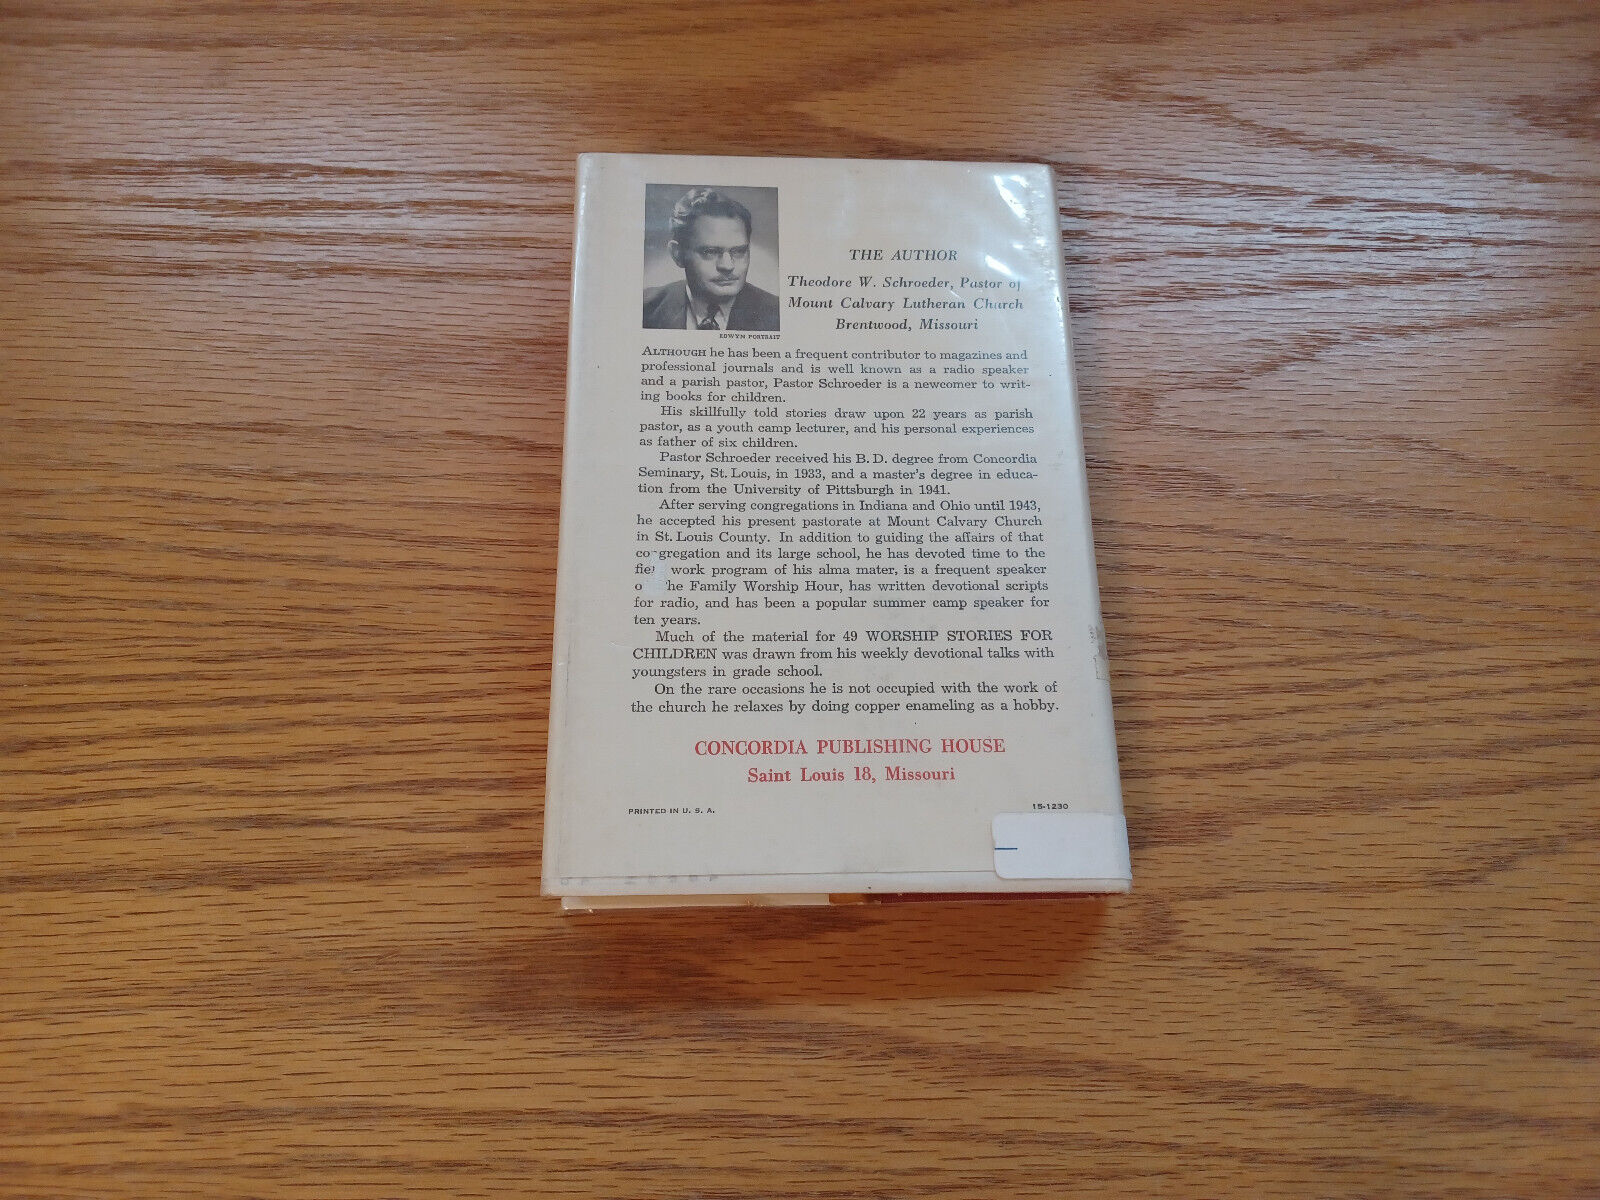 THE AUTHOR
Theodore W. Schroeder, Pastor of
Mount Calvary Lutheran Church
Brentwood, Missouri
EDWYN PORTRAIT
ALTHOUGH he has been a frequent contributor to magazines and
professional journals and is well known as a radio speaker
and a parish pastor, Pastor Schroeder is a newcomer to writ-
ing books for children.
His skillfully told stories draw upon 22 years as parish
pastor, as a youth camp lecturer, and his personal experiences
as father of six children.
Pastor Schroeder received his B. D. degree from Concordia
Seminary, St. Louis, in 1933, and a master's degree in educa-
tion from the University of Pittsburgh in 1941.
After serving congregations in Indiana and Ohio until 1943,
he accepted his present pastorate at Mount Calvary Church
in St. Louis County. In addition to guiding the affairs of that
congregation and its large school, he has devoted time to the
work program of his alma mater, is a frequent speaker
The Family Worship Hour, has written devotional scripts
for radio, and has been a popular summer camp speaker for
ten years.
Much of the material for 49 WORSHIP STORIES FOR
CHILDREN was drawn from his weekly devotional talks with
youngsters in grade school.
On the rare occasions he is not occupied with the work of
the church he relaxes by doing copper enameling as a hobby.
CONCORDIA PUBLISHING HOUSE
Saint Louis 18, Missouri
PRINTED IN U. S. A.
15-1230